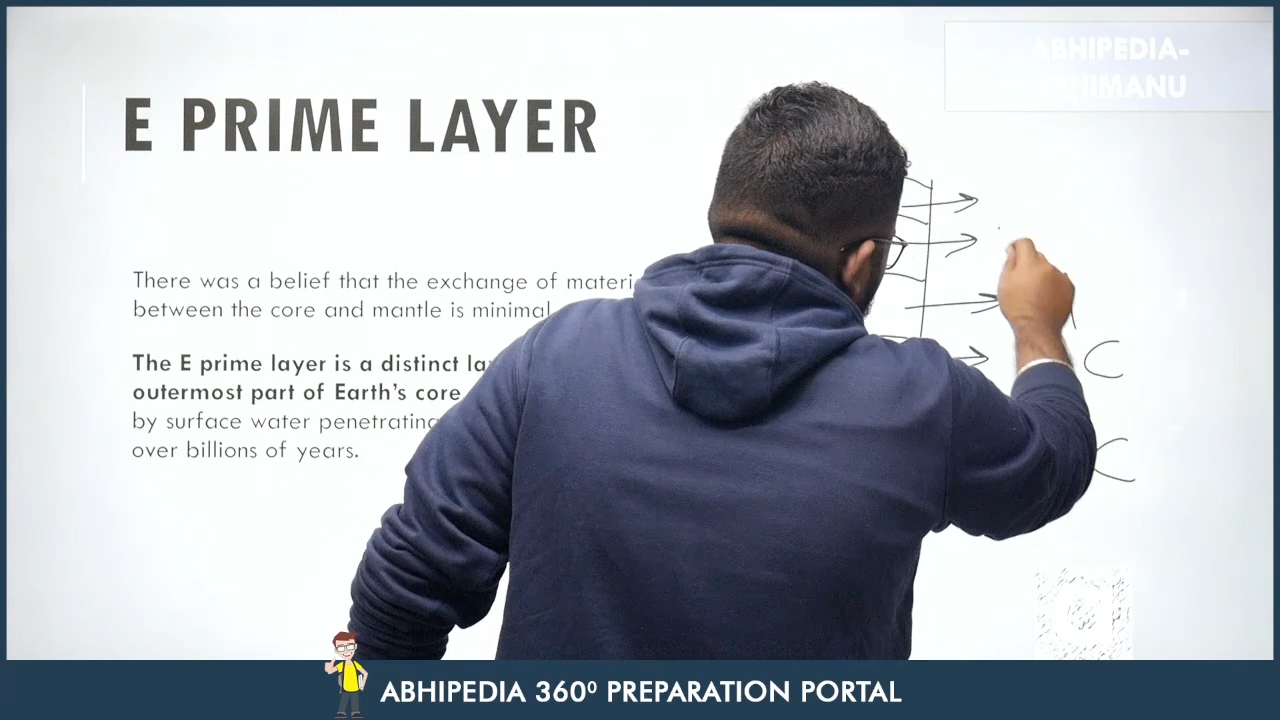 ABHIPEDIA-
E PRIME LAYER
There was a belief that the exchange of
between the core and mantle is minimal
The E prime layer is a distinct
outermost part of Earth's core
by surface water penetrating
over billions of years.
C
C
ABHIPEDIA 360⁰ PREPARATION PORTAL